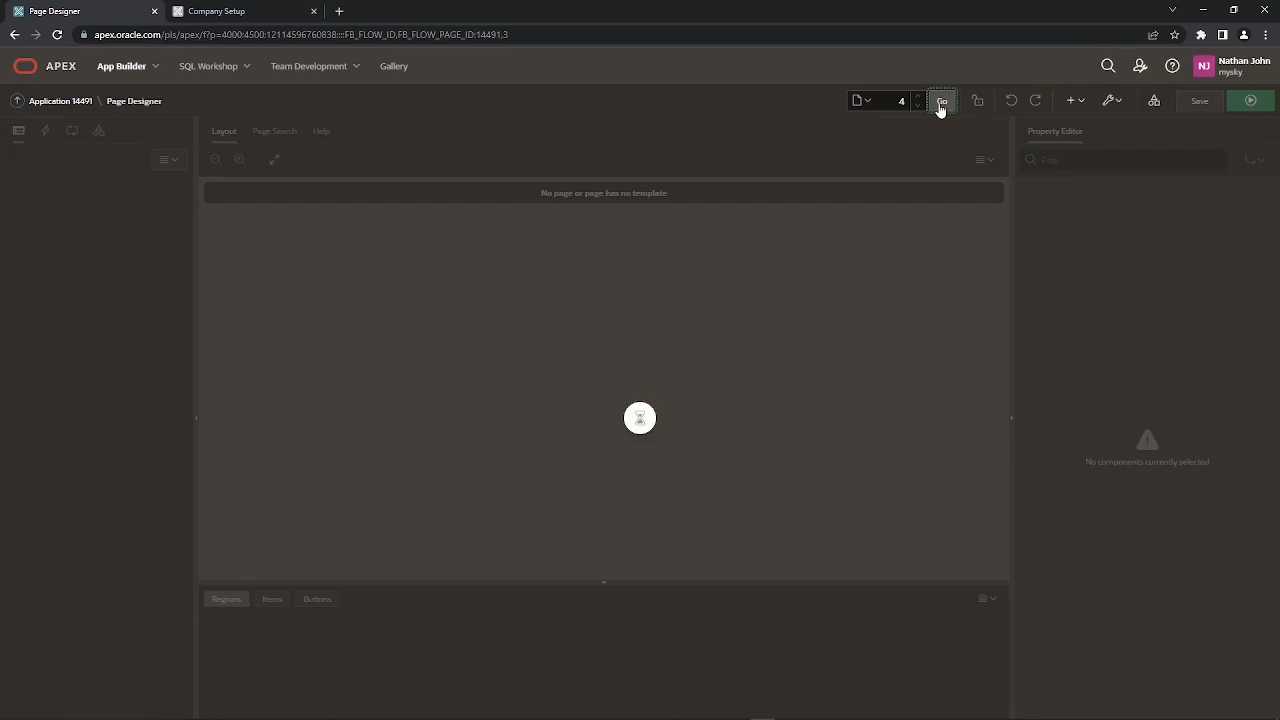 Page Designer
Company Setup
apex.oracle.com/pls/apex/f?p=4000:4500:12114596760838::::FB_FLOW_ID,FB_FLOW_PAGE_ID:14491,3
APEX App Builder SQL Workshop Team Development Gallery
NJ Nathan John
mysky
Application 14491 \ Page Designer
4 Go Save
Layout Page Search Help
Property Editor
Filter
No page or page has no template
No components currently selected
Regions Items Buttons